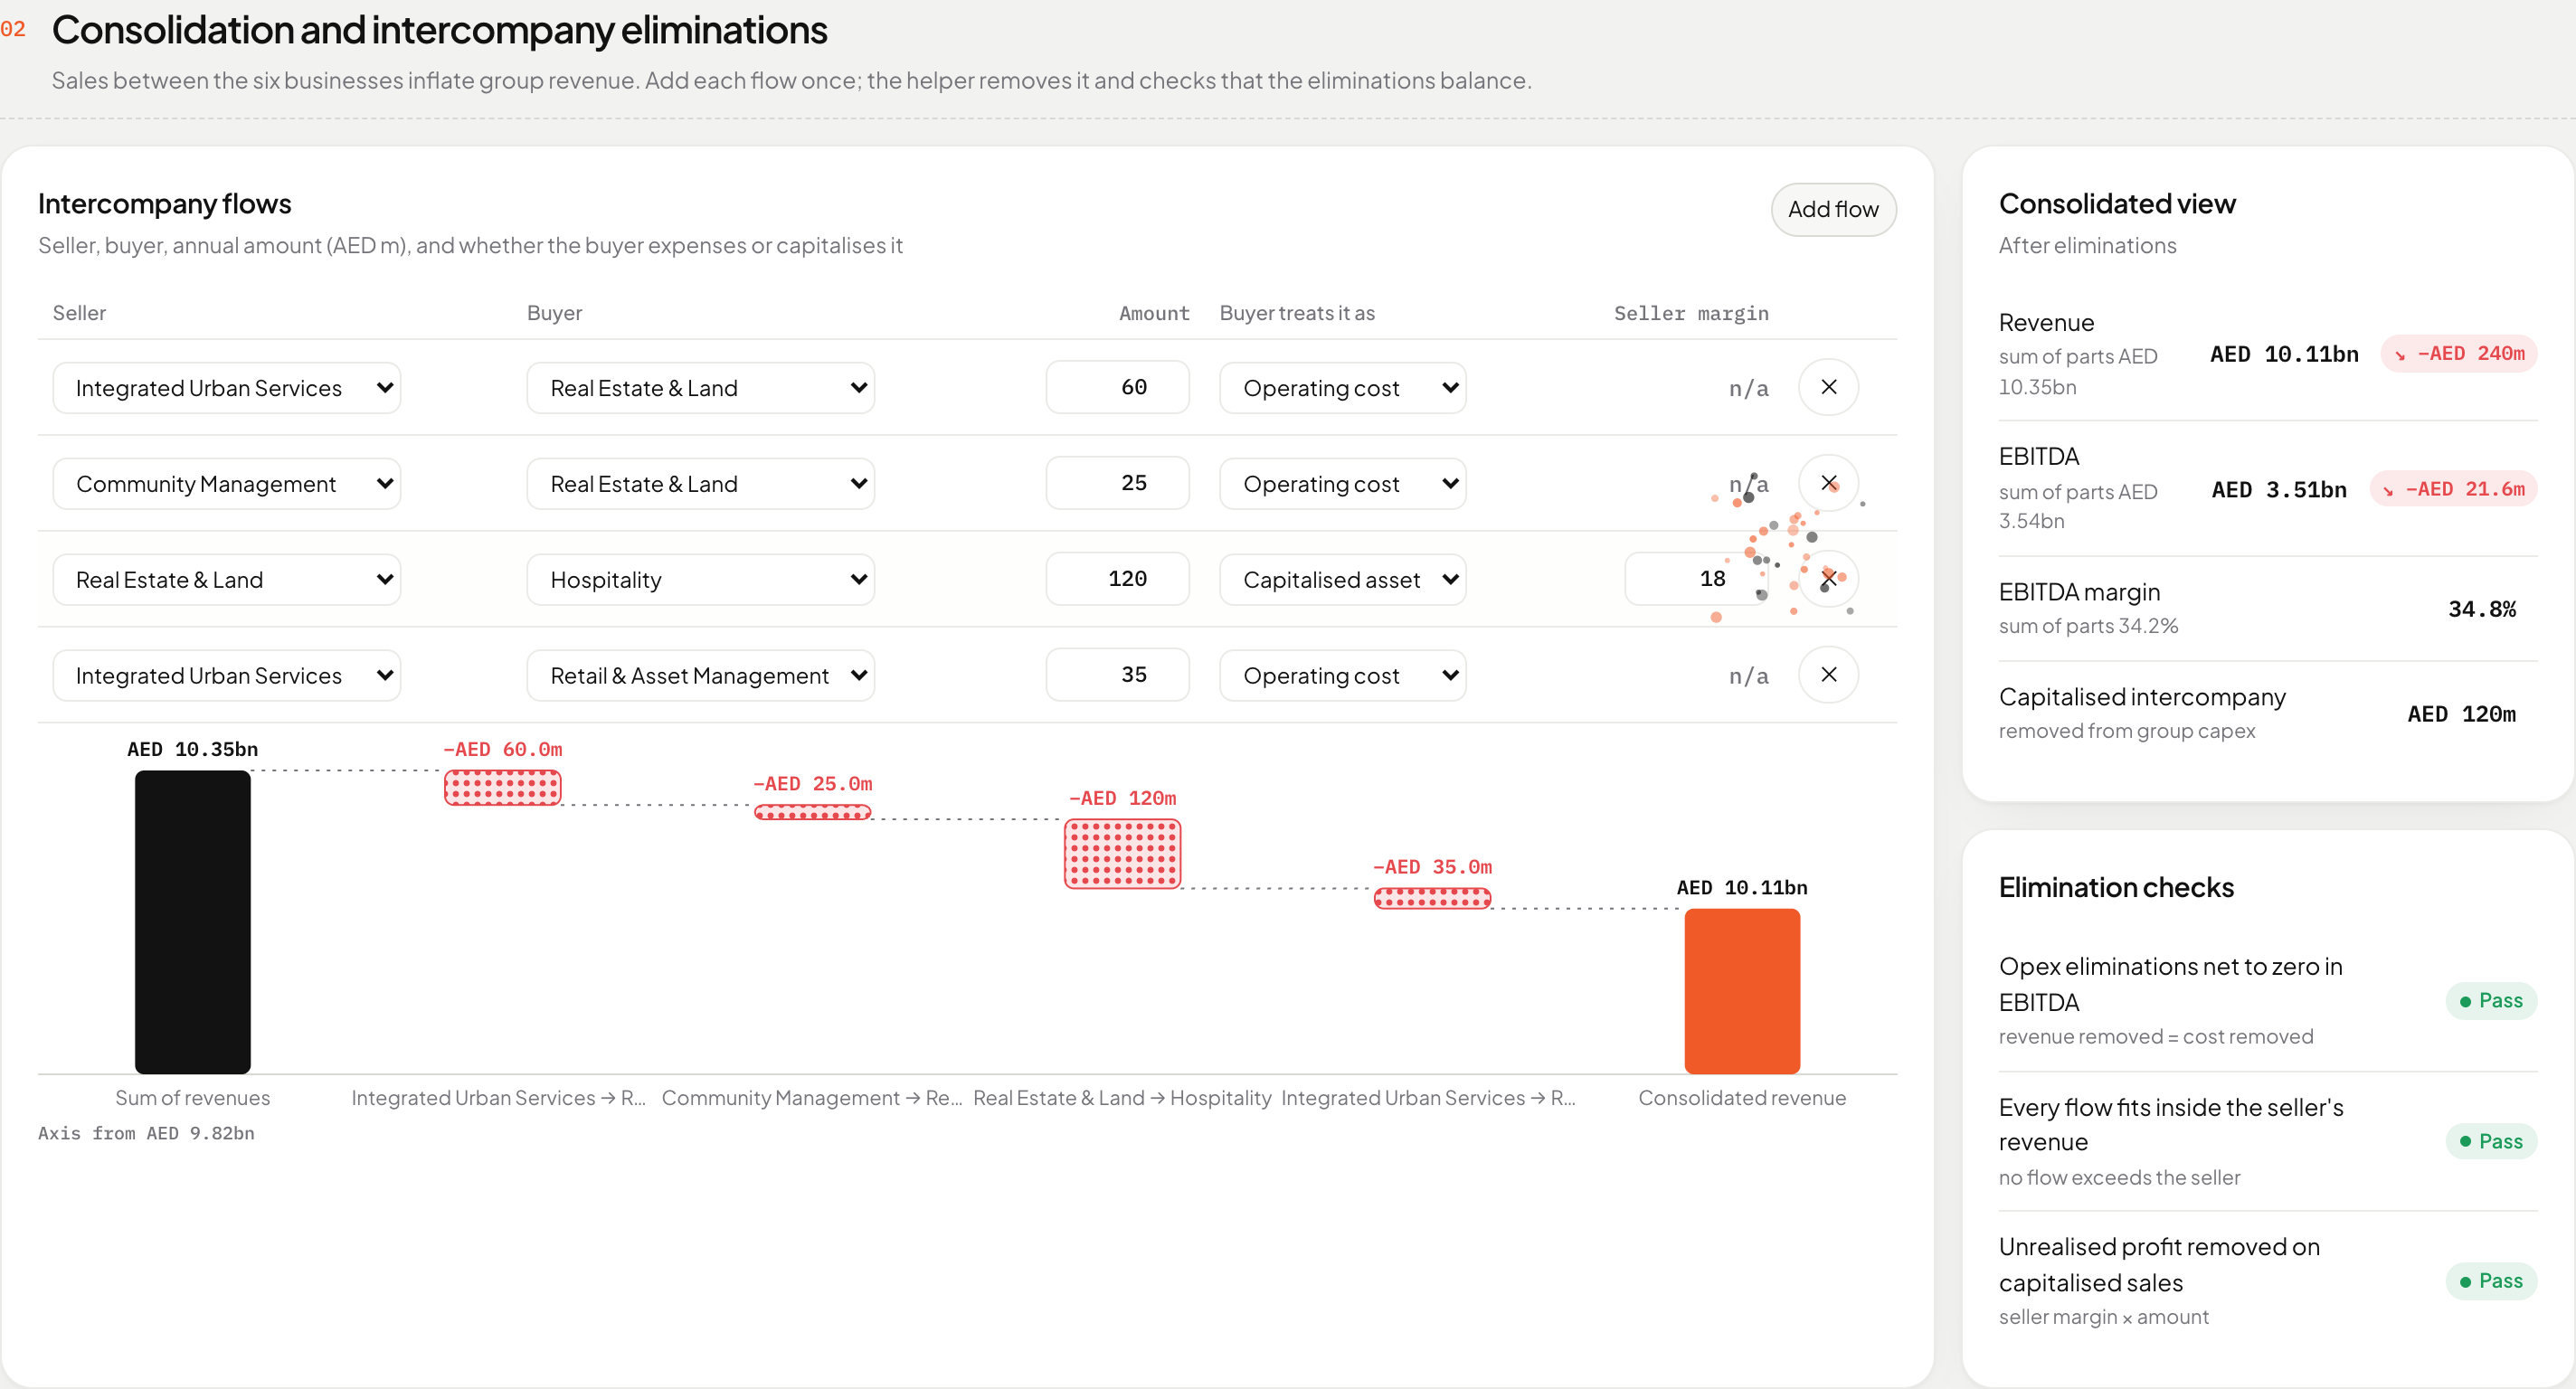 02 Consolidation and intercompany eliminations
Sales between the six businesses inflate group revenue. Add each flow once; the helper removes it and checks that the eliminations balance.
Intercompany flows
Add flow
Seller, buyer, annual amount (AED m), and whether the buyer expenses or capitalises it
Seller Buyer Amount Buyer treats it as Seller margin
Integrated Urban Services Real Estate & Land 60 Operating cost n/a ×
Community Management Real Estate & Land 25 Operating cost n/a ×
Real Estate & Land Hospitality 120 Capitalised asset 18 ×
Integrated Urban Services Retail & Asset Management 35 Operating cost n/a ×
AED 10.35bn
−AED 60.0m
−AED 25.0m
−AED 120m
−AED 35.0m
AED 10.11bn
Sum of revenues
Integrated Urban Services → R…
Community Management → Re…
Real Estate & Land → Hospitality
Integrated Urban Services → R…
Consolidated revenue
Axis from AED 9.82bn
Consolidated view
After eliminations
Revenue
sum of parts AED
10.35bn
AED 10.11bn
↘ −AED 240m
EBITDA
sum of parts AED
3.54bn
AED 3.51bn
↘ −AED 21.6m
EBITDA margin
sum of parts 34.2%
34.8%
Capitalised intercompany
removed from group capex
AED 120m
Elimination checks
Opex eliminations net to zero in
EBITDA
revenue removed = cost removed
Pass
Every flow fits inside the seller's
revenue
no flow exceeds the seller
Pass
Unrealised profit removed on
capitalised sales
seller margin × amount
Pass